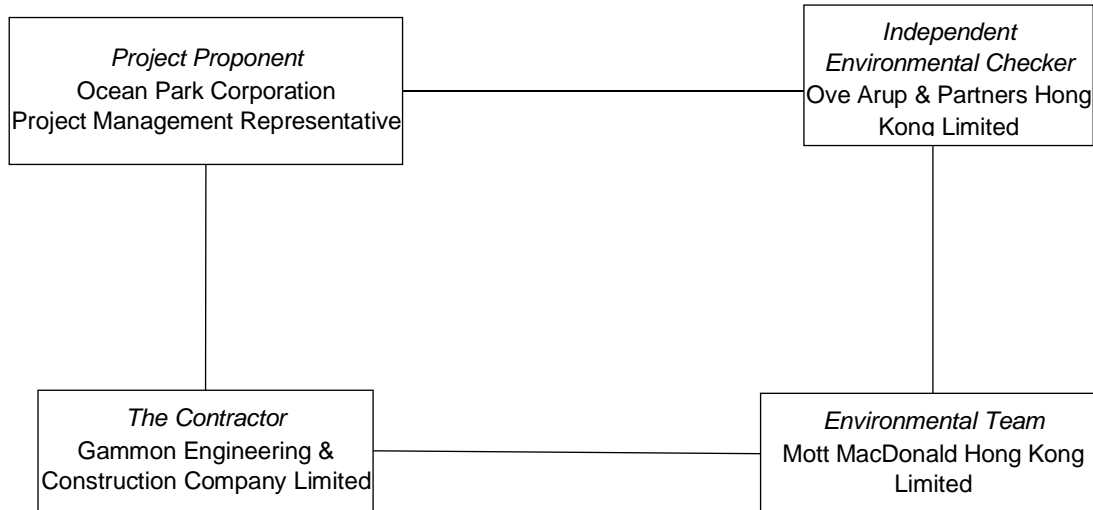 Project Proponent
Ocean Park Corporation
Project Management Representative
Independent
Environmental Checker
Ove Arup & Partners Hong
Kong Limited
The Contractor
Gammon Engineering &
Construction Company Limited
Environmental Team
Mott MacDonald Hong Kong
Limited